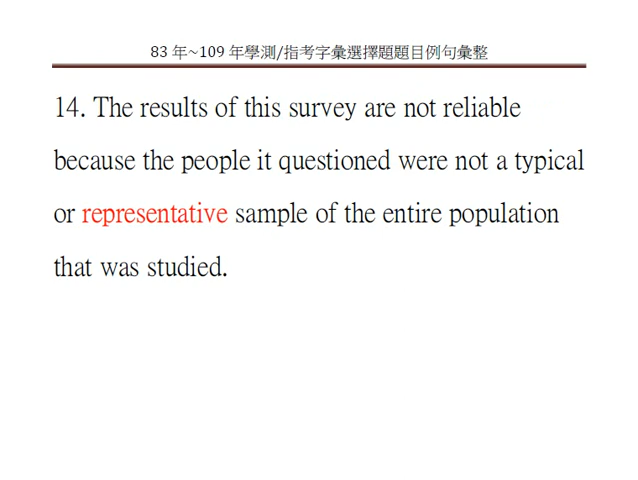 83 年~109 年學測/指考字彙選擇題題目例句彙整
14. The results of this survey are not reliable
because the people it questioned were not a typical
or representative sample of the entire population
that was studied.